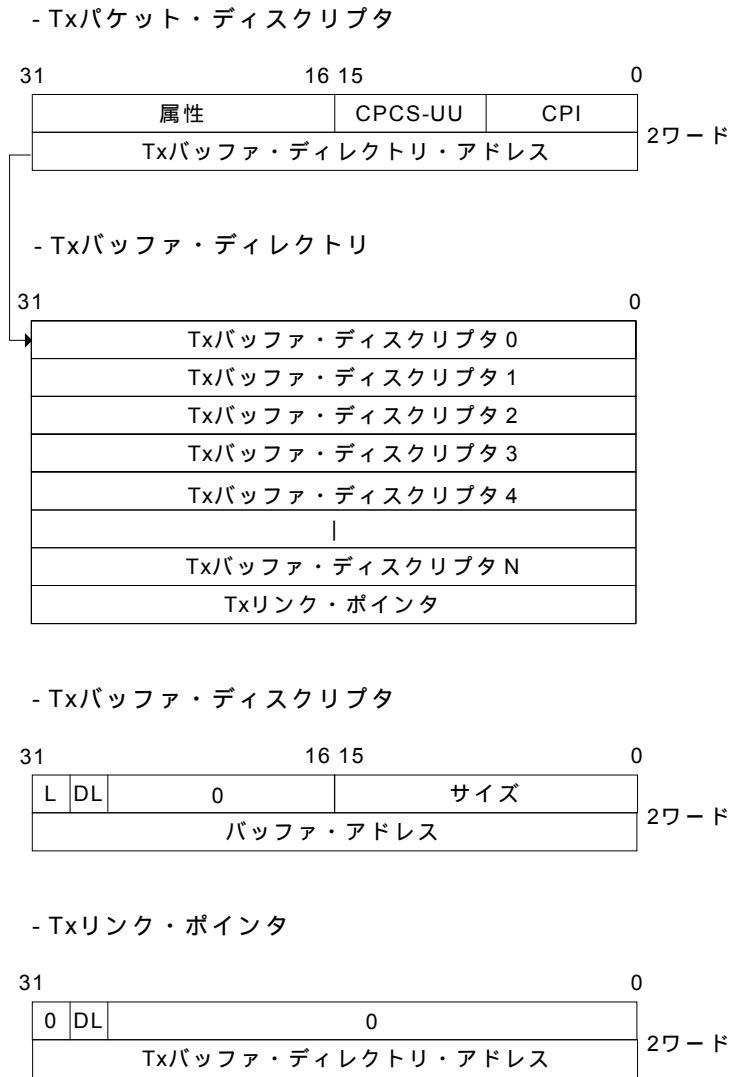 - Txパケット・ディスクリプタ
31 16 15 0
属性 CPCS-UU CPI
2ワード
Txバッファ・ディレクトリ・アドレス
- Txバッファ・ディレクトリ
31 0
Txバッファ・ディスクリプタ0
Txバッファ・ディスクリプタ1
Txバッファ・ディスクリプタ2
Txバッファ・ディスクリプタ3
Txバッファ・ディスクリプタ4
|
Txバッファ・ディスクリプタN
Txリンク・ポインタ
- Txバッファ・ディスクリプタ
31 16 15 0
L DL 0 サイズ
2ワード
バッファ・アドレス
- Txリンク・ポインタ
31 0
0 DL 0
2ワード
Txバッファ・ディレクトリ・アドレス